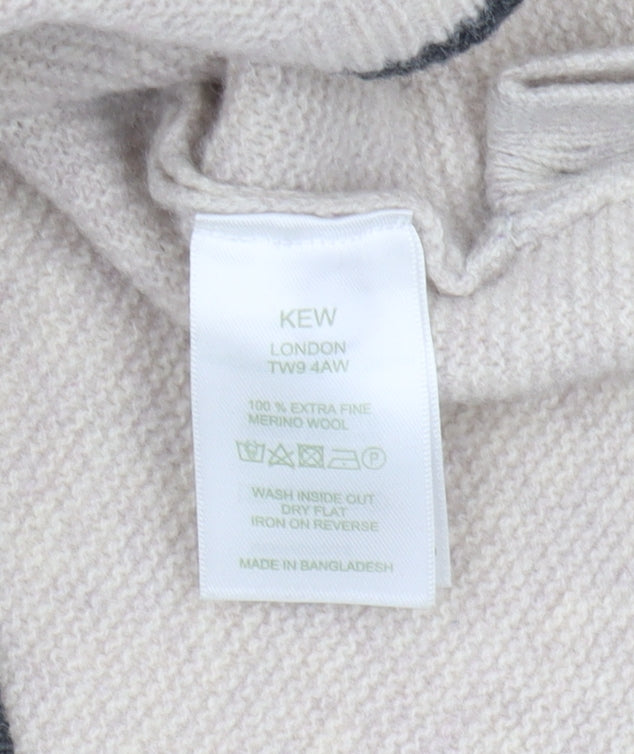 KEW
LONDON
TW9 4AW
100 % EXTRA FINE
MERINO WOOL
P
WASH INSIDE OUT
DRY FLAT
IRON ON REVERSE
MADE IN BANGLADESH